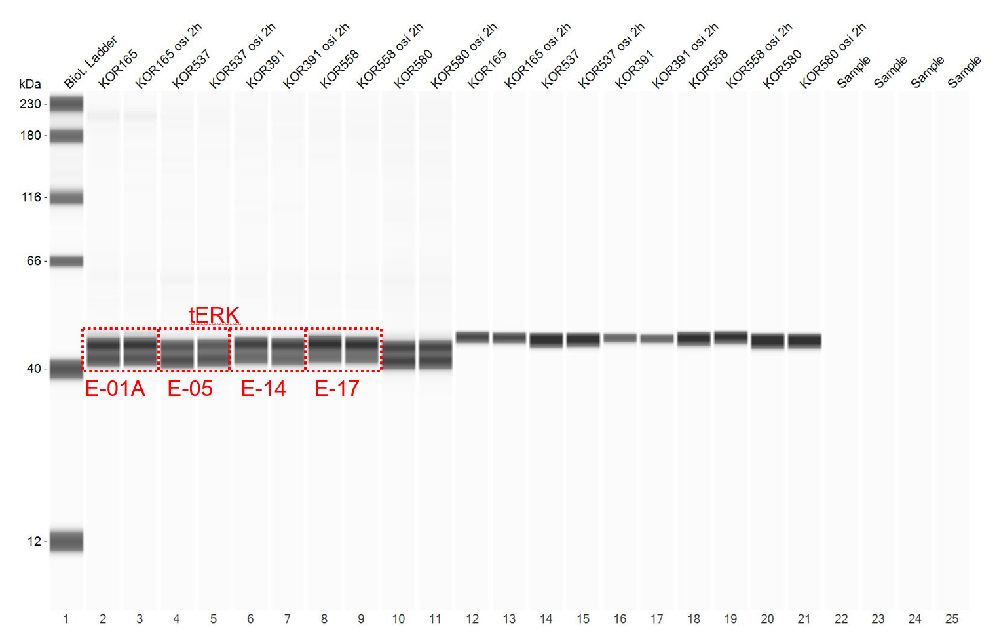 Biot. Ladder
KOR165
KOR165 osi 2h
KOR537
KOR537 osi 2h
KOR391
KOR391 osi 2h
KOR558
KOR558 osi 2h
KOR580
KOR580 osi 2h
KOR165
KOR165 osi 2h
KOR537
KOR537 osi 2h
KOR391
KOR391 osi 2h
KOR558
KOR558 osi 2h
KOR580
KOR580 osi 2h
Sample
Sample
Sample
Sample
kDa
230 -
180 -
116 -
66 -
tERK
40 -
E-01A E-05 E-14 E-17
12 -
1 2 3 4 5 6 7 8 9 10 11 12 13 14 15 16 17 18 19 20 21 22 23 24 25